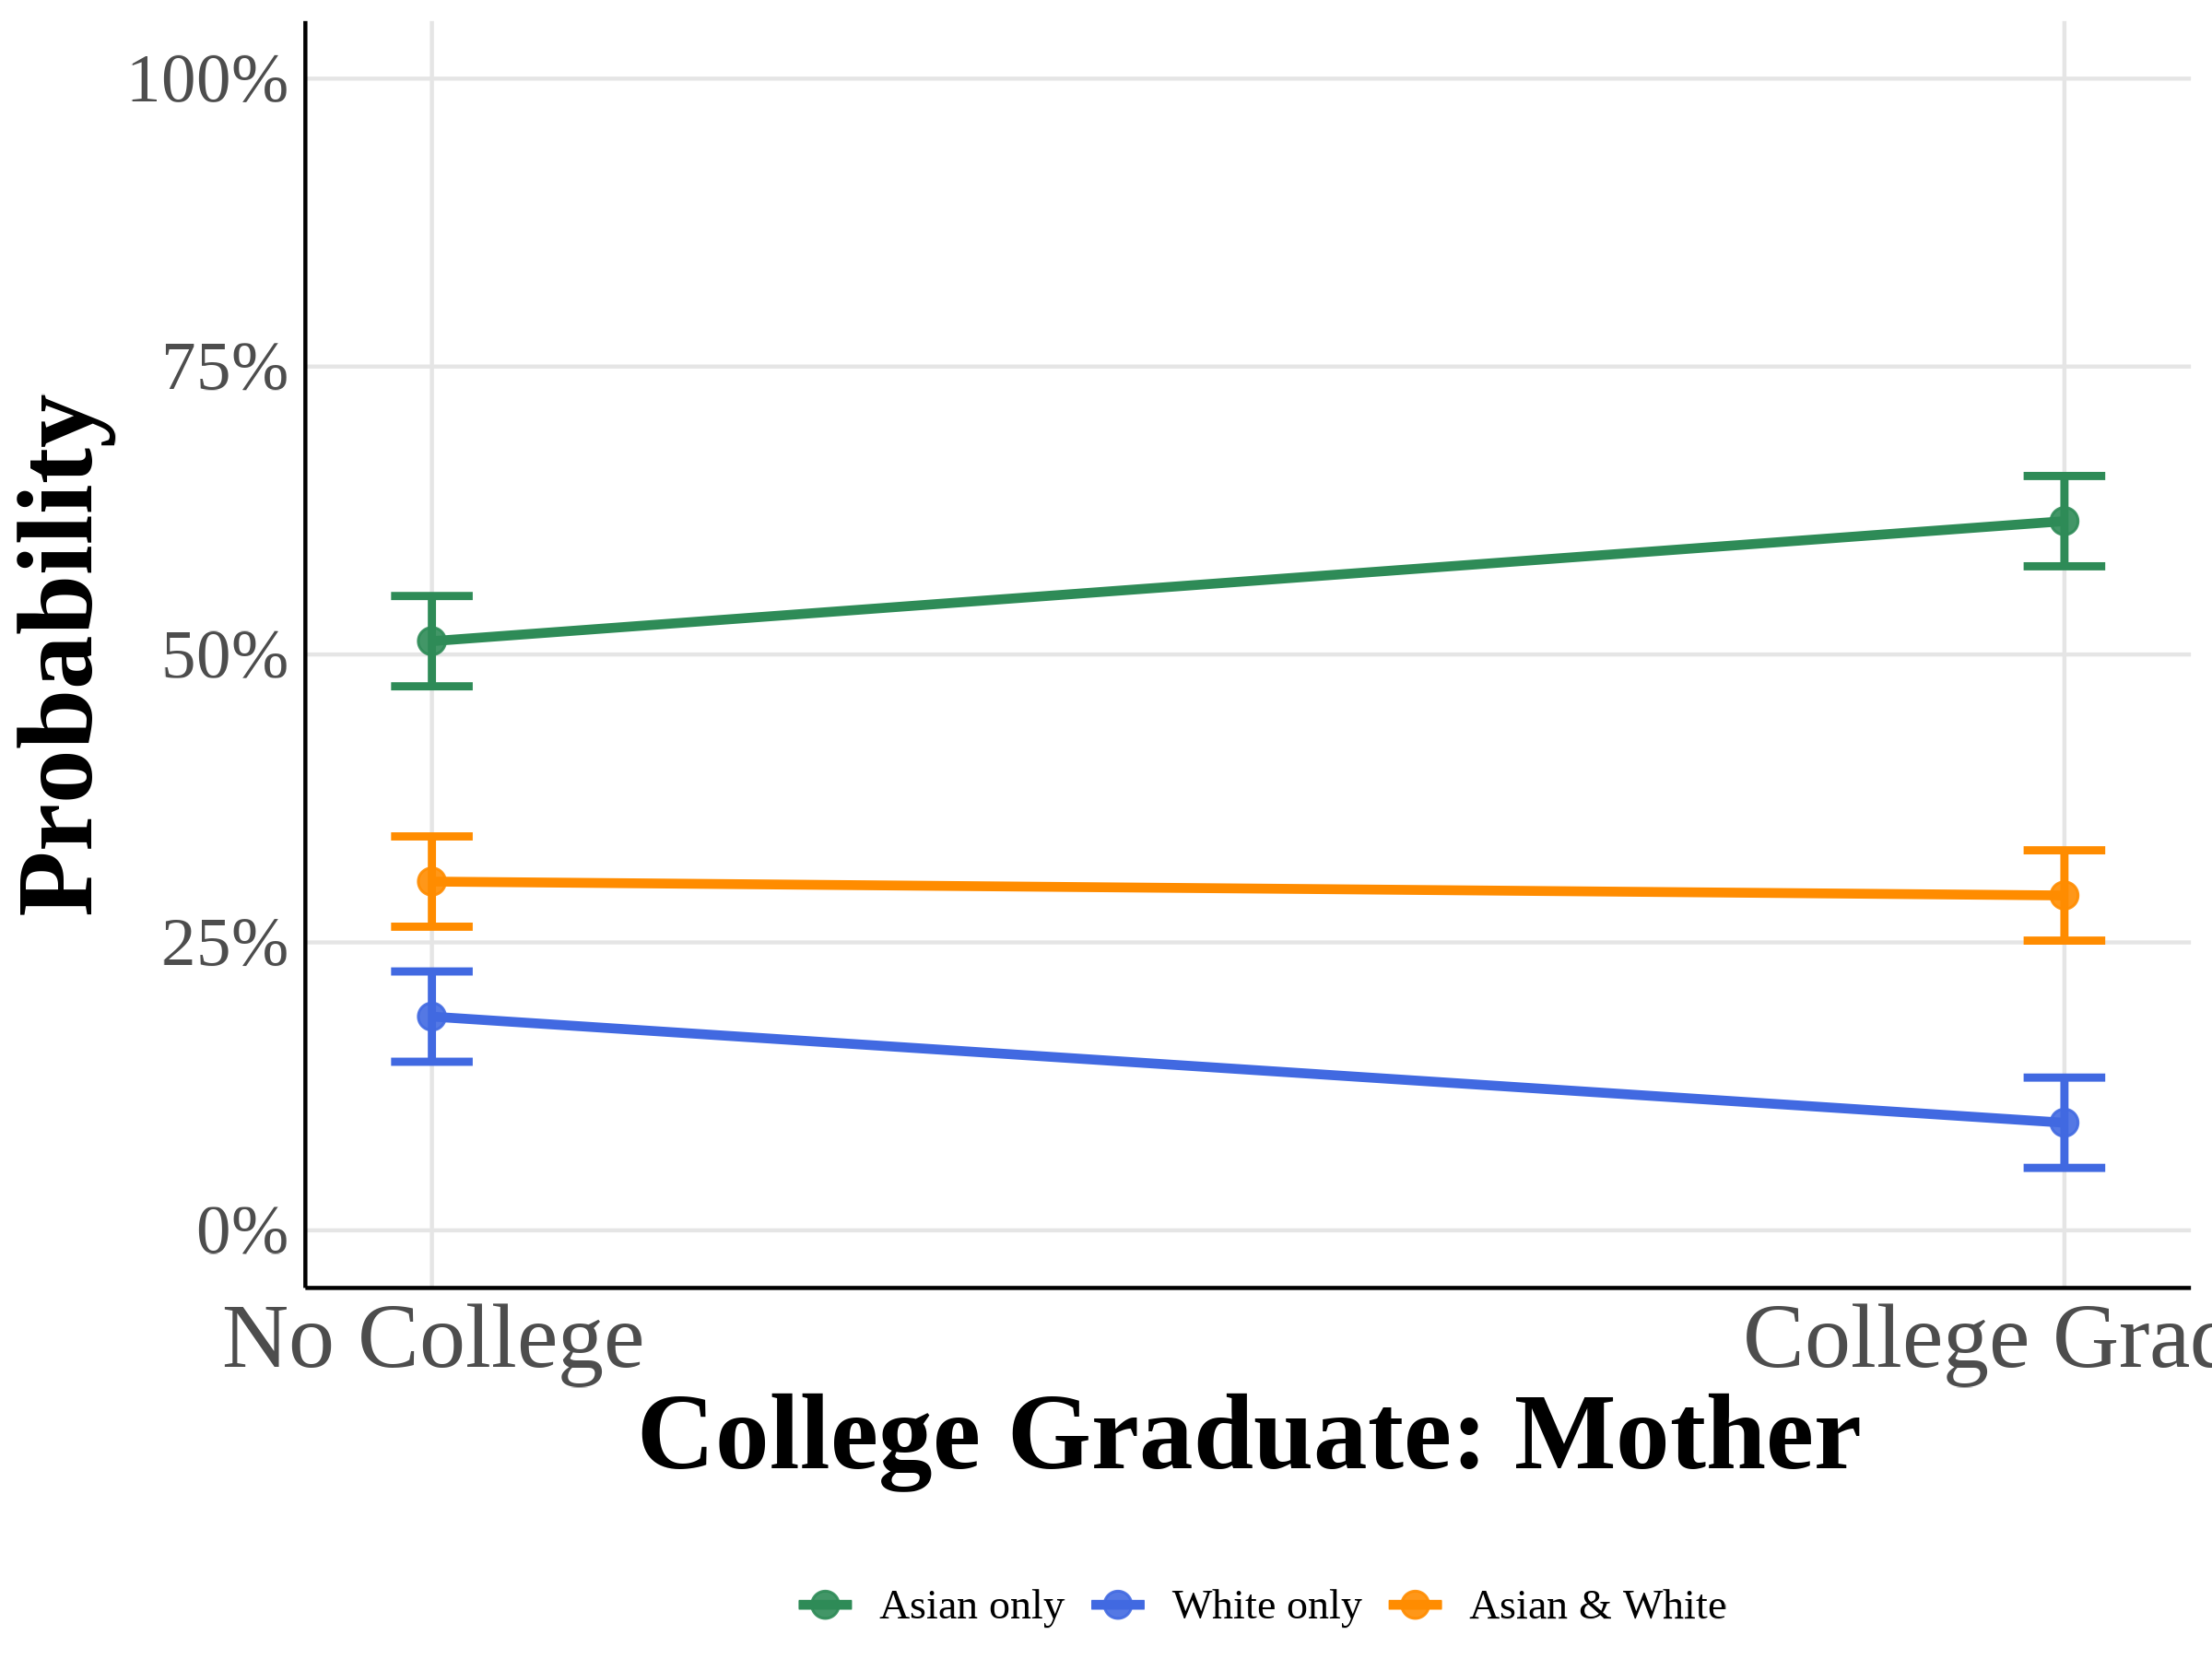 100%
75%
50%
25%
0%
Probability
No College
College Grad
College Graduate: Mother
Asian only
White only
Asian & White